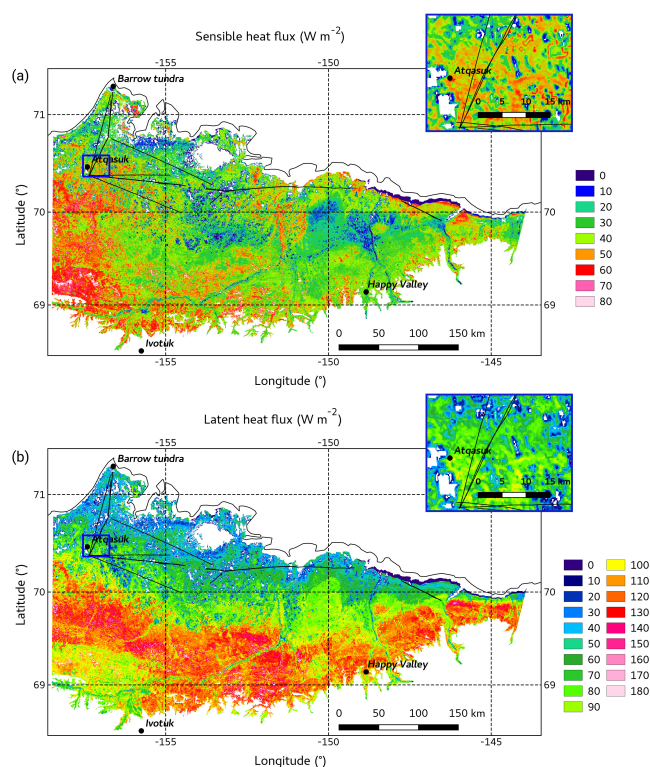 Sensible heat flux (W m⁻²)
(a)
-155
-150
Barrow tundra
Atqasuk
Atqasuk
0 5 10 15 km
71
70
69
Latitude (°)
70
69
Happy Valley
Ivotuk
0 50 100 150 km
-155
-150
-145
Longitude (°)
0
10
20
30
40
50
60
70
80
Latent heat flux (W m⁻²)
(b)
-155
-150
Barrow tundra
Atqasuk
Atqasuk
0 5 10 15 km
71
70
69
Latitude (°)
70
69
Happy Valley
Ivotuk
0 50 100 150 km
-155
-150
-145
Longitude (°)
0 100
10 110
20 120
30 130
40 140
50 150
60 160
70 170
80 180
90